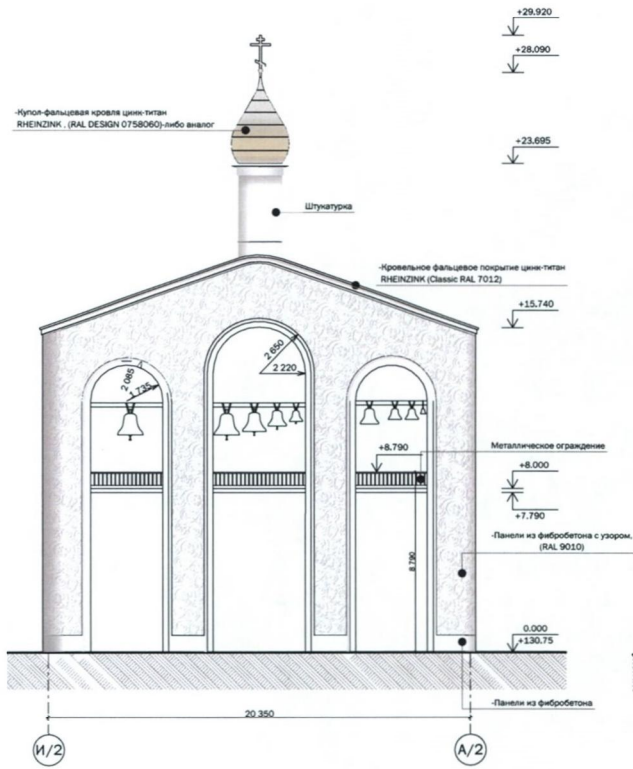 +29.920
+28.090
-Купол-фальцевая кровля цинк-титан
RHEINZINK . (RAL DESIGN 0758060)-либо аналог
+23.695
Штукатурка
-Кровельное фальцевое покрытие цинк-титан
RHEINZINK (Classic RAL 7012)
+15.740
2 650
2 220
2 085
1 735
+8.790
Металлическое ограждение
+8.000
+7.790
-Панели из фибробетона с узором.
(RAL 9010)
8.790
0.000
+130.75
-Панели из фибробетона
20 350
И/2
А/2